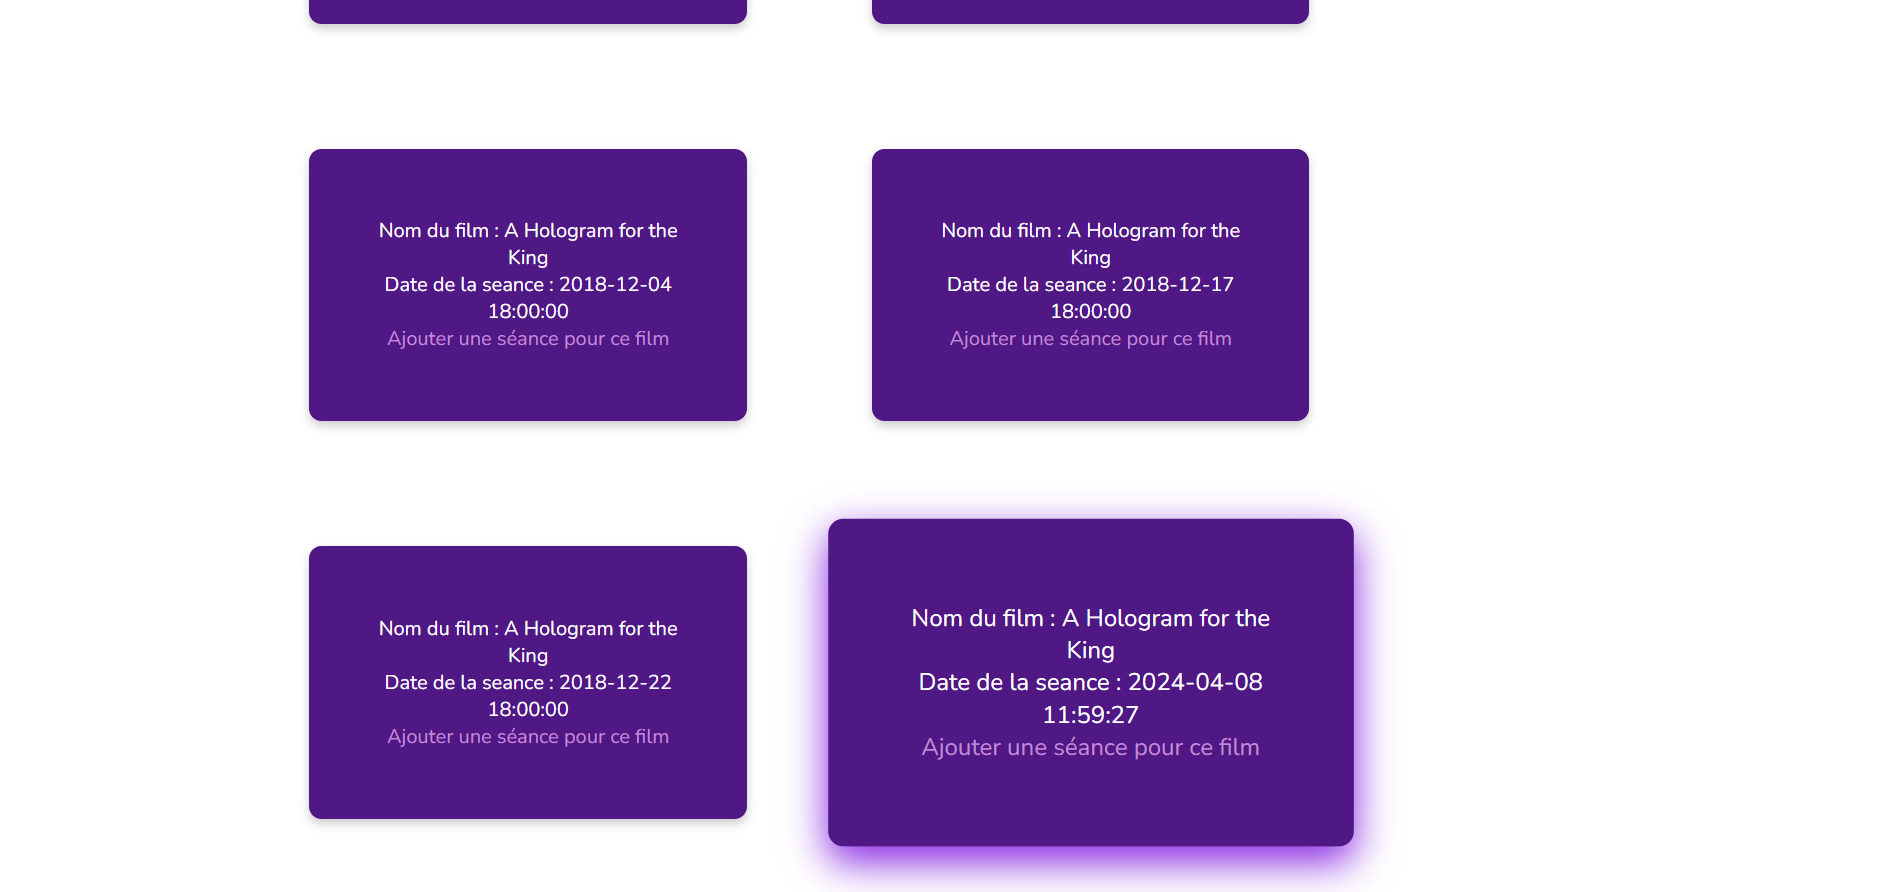 Nom du film : A Hologram for the
King
Date de la seance : 2018-12-04
18:00:00
Ajouter une séance pour ce film
Nom du film : A Hologram for the
King
Date de la seance : 2018-12-17
18:00:00
Ajouter une séance pour ce film
Nom du film : A Hologram for the
King
Date de la seance : 2018-12-22
18:00:00
Ajouter une séance pour ce film
Nom du film : A Hologram for the
King
Date de la seance : 2024-04-08
11:59:27
Ajouter une séance pour ce film